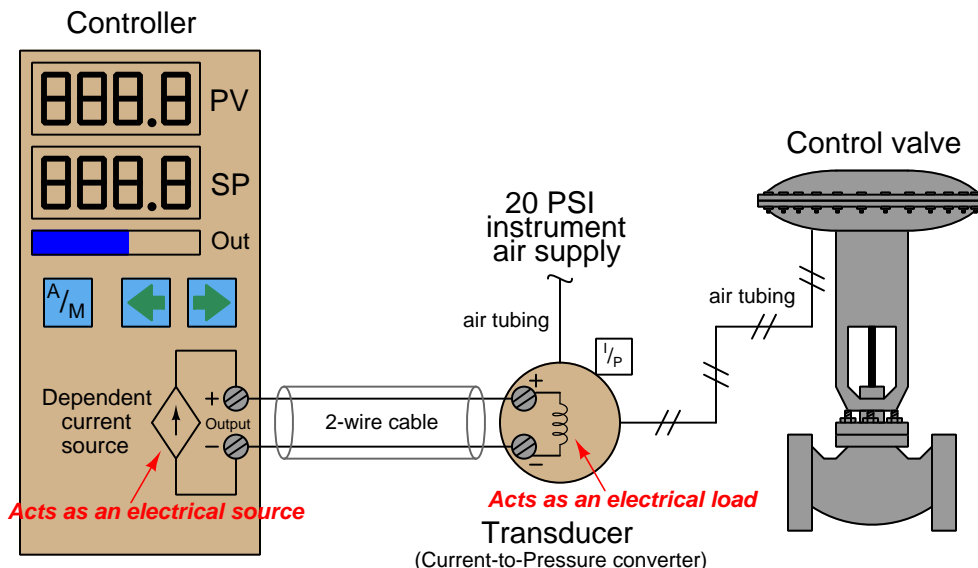 Controller
888.8 PV
888.8 SP
Out
A/M
Dependent
current
source
+
Output
−
Acts as an electrical source
2-wire cable
20 PSI
instrument
air supply
air tubing
I/P
+
−
Acts as an electrical load
Transducer
(Current-to-Pressure converter)
air tubing
Control valve